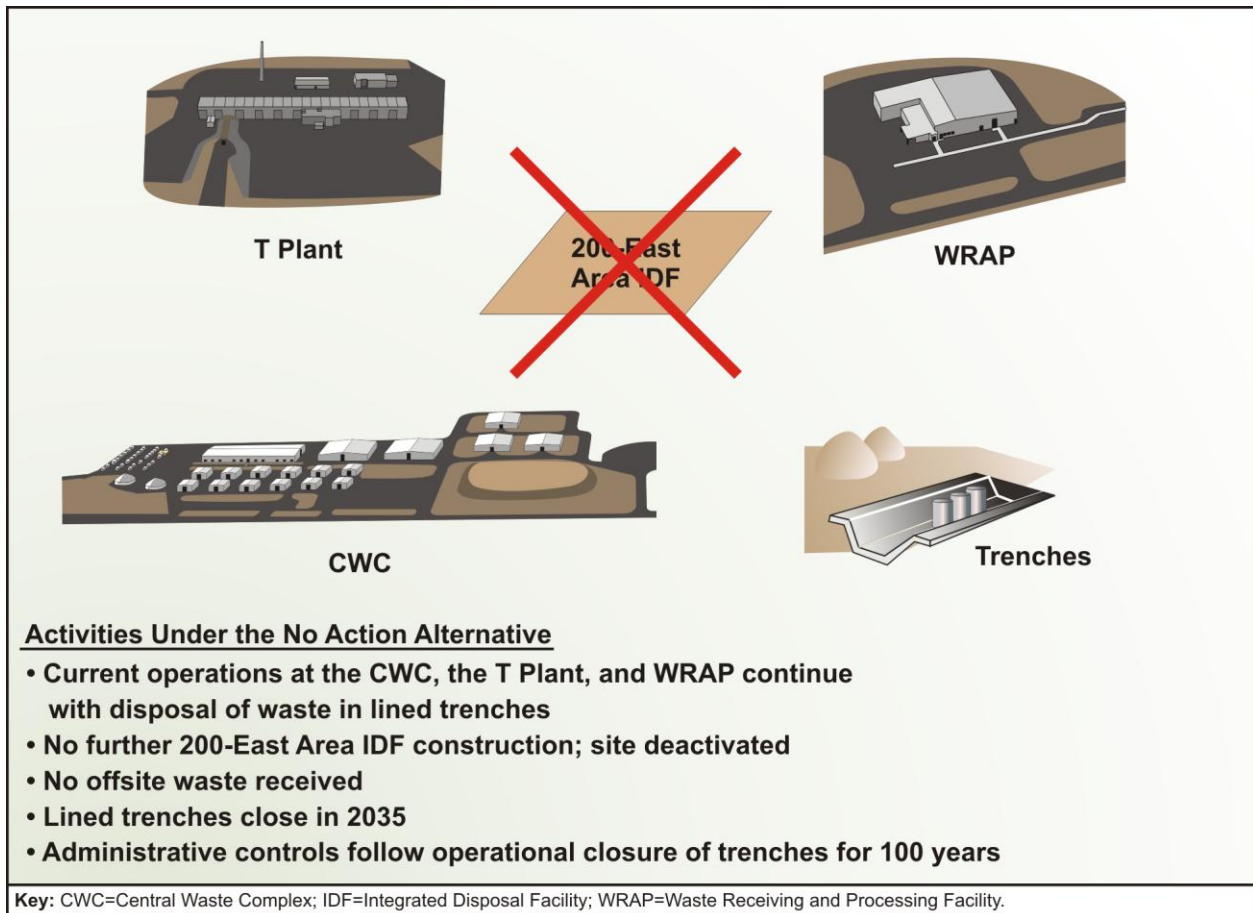 T Plant
WRAP
200-East
Area IDF
CWC
Trenches
Activities Under the No Action Alternative
• Current operations at the CWC, the T Plant, and WRAP continue
with disposal of waste in lined trenches
• No further 200-East Area IDF construction; site deactivated
• No offsite waste received
• Lined trenches close in 2035
• Administrative controls follow operational closure of trenches for 100 years
Key: CWC=Central Waste Complex; IDF=Integrated Disposal Facility; WRAP=Waste Receiving and Processing Facility.